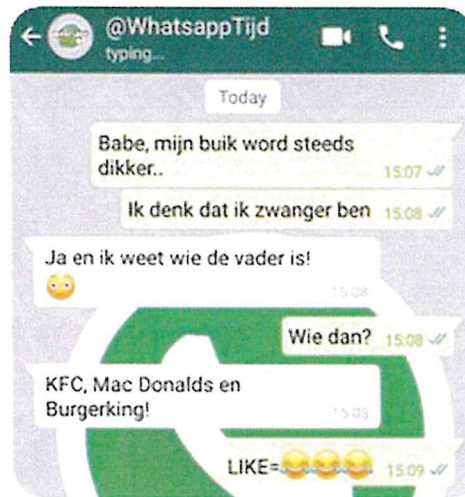 @WhatsappTijd
typing...
Today
Babe, mijn buik word steeds
dikker..
15:07
Ik denk dat ik zwanger ben 15:08
Ja en ik weet wie de vader is!
😳
15:08
Wie dan? 15:08
KFC, Mac Donalds en
Burgerking!
15:08
LIKE=😂😂😂 15:09